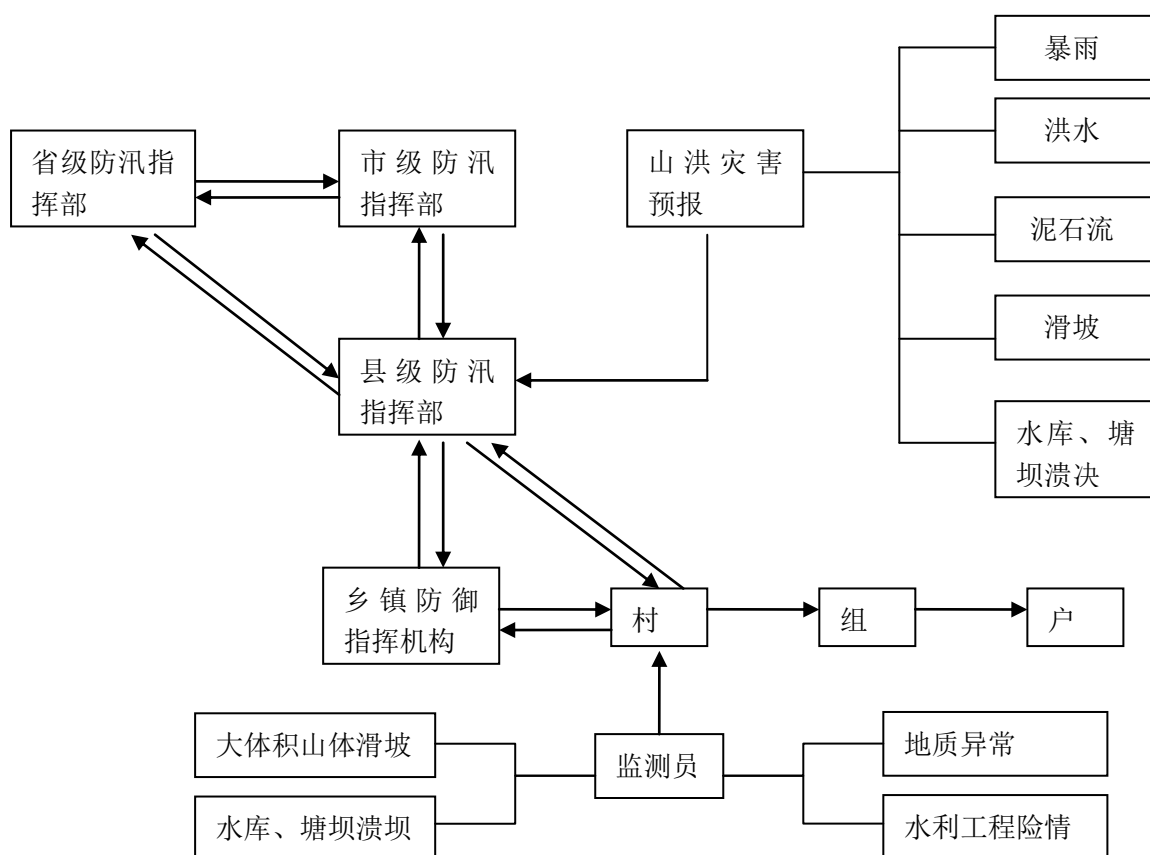 暴雨
洪水
省级防汛指
挥部
市级防汛
指挥部
山洪灾害
预报
泥石流
滑坡
县级防汛
指挥部
水库、塘
坝溃决
乡镇防御
指挥机构
村
组
户
大体积山体滑坡
监测员
地质异常
水库、塘坝溃坝
水利工程险情